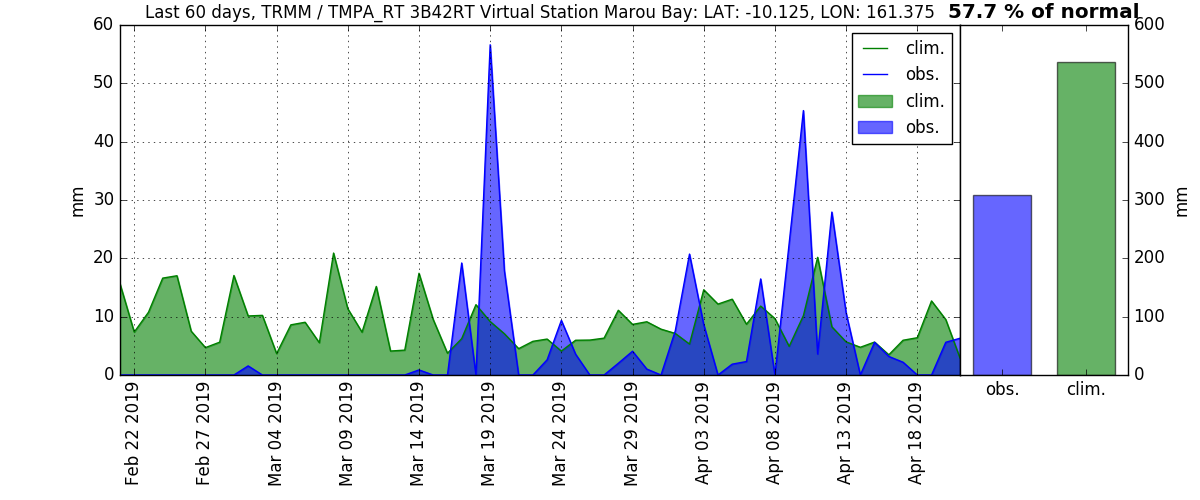 Last 60 days, TRMM / TMPA_RT 3B42RT Virtual Station Marou Bay: LAT: -10.125, LON: 161.375
57.7 % of normal
60
50
40
30
20
10
0
mm
clim.
obs.
clim.
obs.
Feb 22 2019
Feb 27 2019
Mar 04 2019
Mar 09 2019
Mar 14 2019
Mar 19 2019
Mar 24 2019
Mar 29 2019
Apr 03 2019
Apr 08 2019
Apr 13 2019
Apr 18 2019
600
500
400
300
200
100
0
mm
obs.
clim.